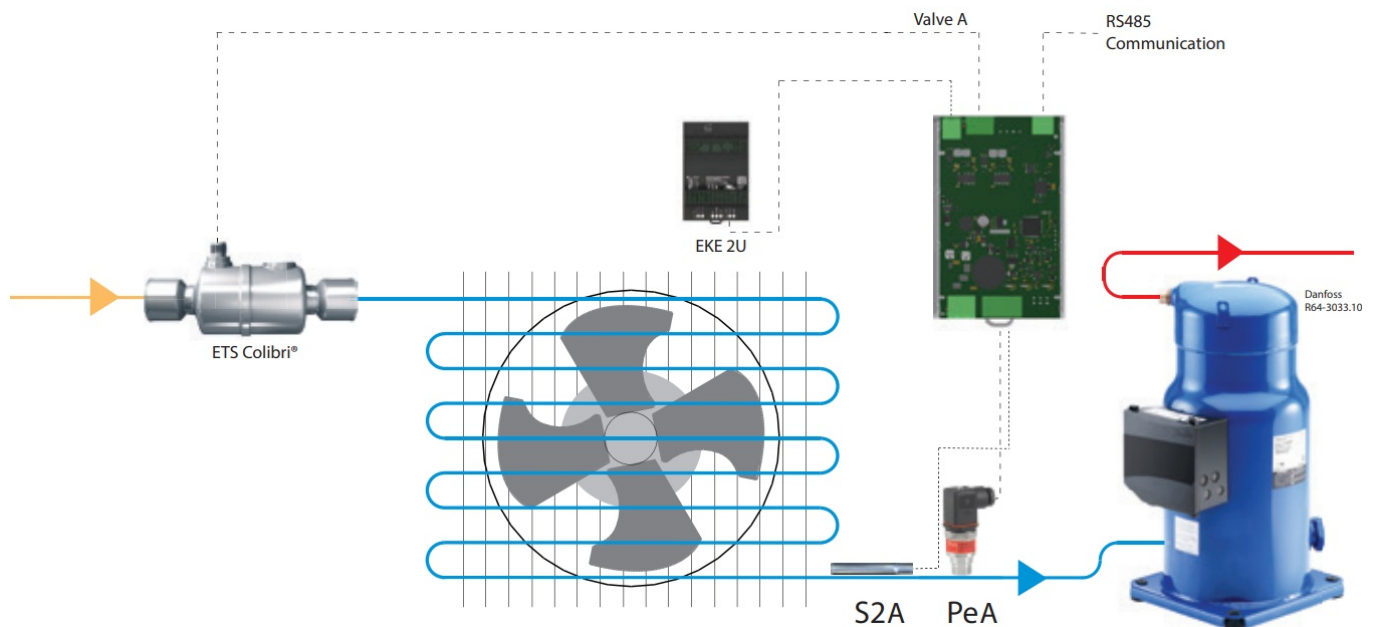 Valve A
RS485
Communication
EKE 2U
ETS Colibri®
Danfoss
R64-3033.10
S2A
PeA